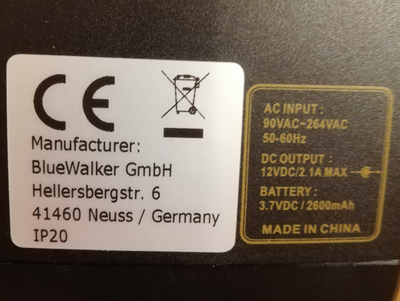 CE
Manufacturer:
BlueWalker GmbH
Hellersbergstr. 6
41460 Neuss / Germany
IP20
AC INPUT :
90VAC~264VAC
50-60Hz
DC OUTPUT :
12VDC/2.1A MAX
BATTERY :
3.7VDC / 2600mAh
MADE IN CHINA